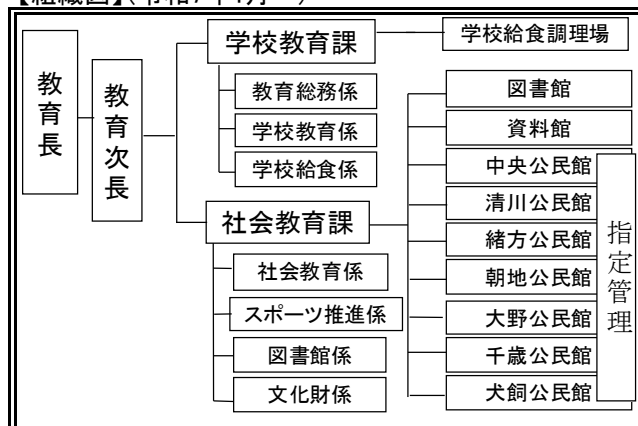 教育長
教育次長
学校教育課
学校給食調理場
教育総務係
学校教育係
学校給食係
社会教育課
社会教育係
スポーツ推進係
図書館係
文化財係
図書館
資料館
中央公民館
清川公民館
緒方公民館
朝地公民館
大野公民館
千歳公民館
犬飼公民館
指定管理